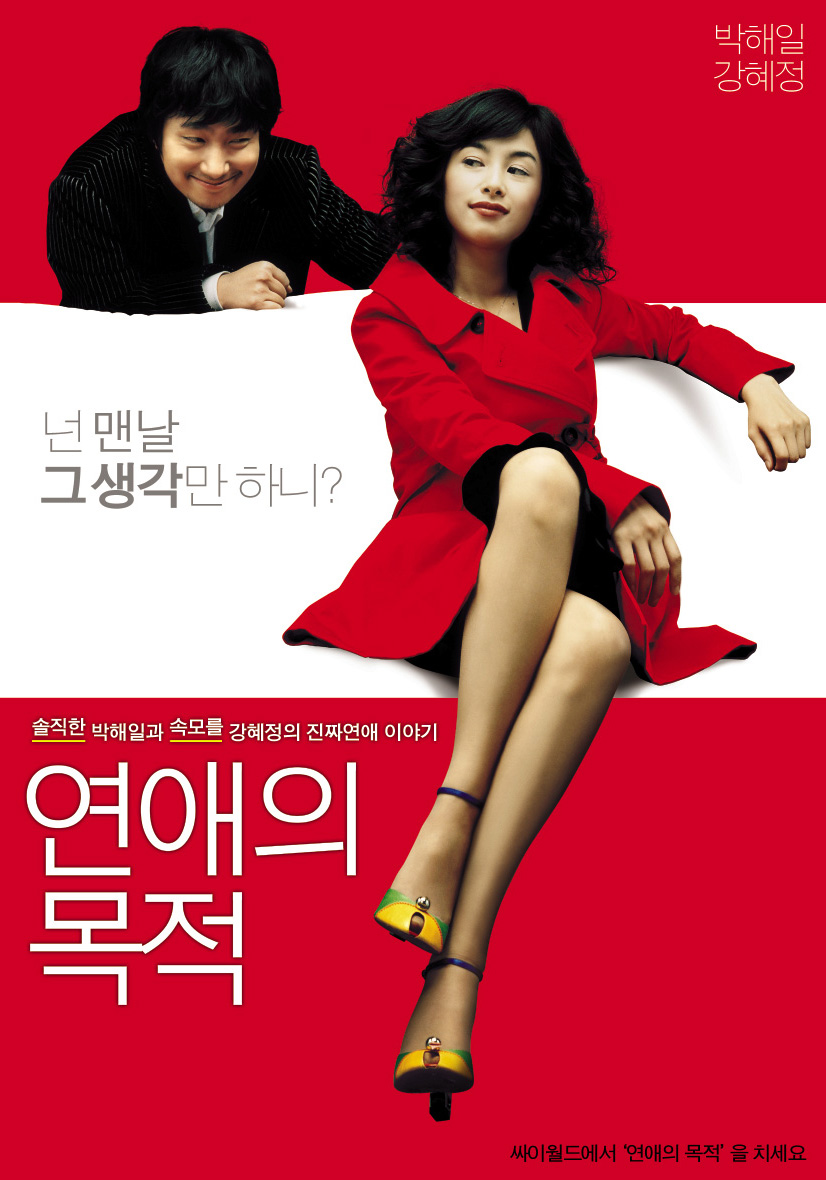 박해일
강혜정
넌 맨날
그 생각만 하니?
솔직한 박해일과 속모를 강혜정의 진짜연애 이야기
연애의
목적
싸이월드에서 '연애의 목적' 을 치세요